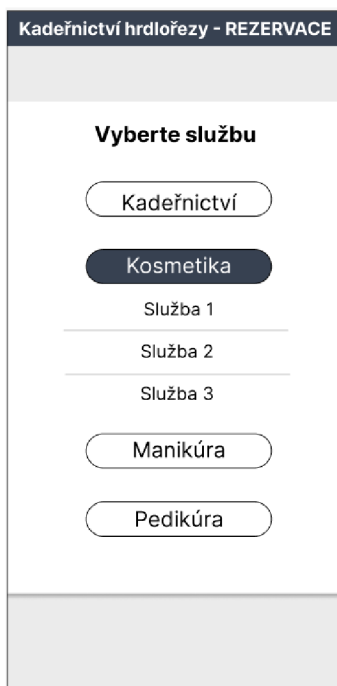 Kadeřnictví hrdlořezy - REZERVACE
Vyberte službu
Kadeřnictví
Kosmetika
Služba 1
Služba 2
Služba 3
Manikúra
Pedikúra